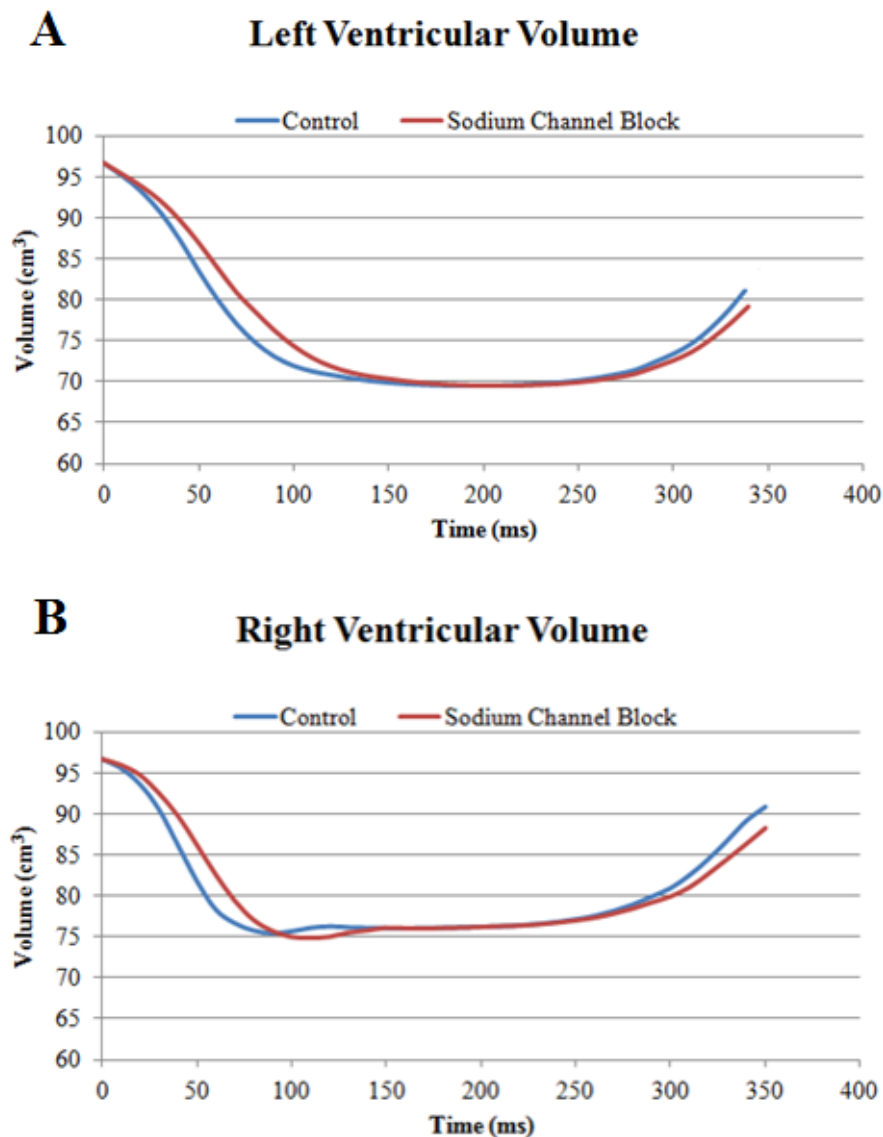 A
Left Ventricular Volume
Control Sodium Channel Block
100
95
90
85
80
75
70
65
60
Volume (cm³)
0 50 100 150 200 250 300 350 400
Time (ms)
B
Right Ventricular Volume
Control Sodium Channel Block
100
95
90
85
80
75
70
65
60
Volume (cm³)
0 50 100 150 200 250 300 350 400
Time (ms)